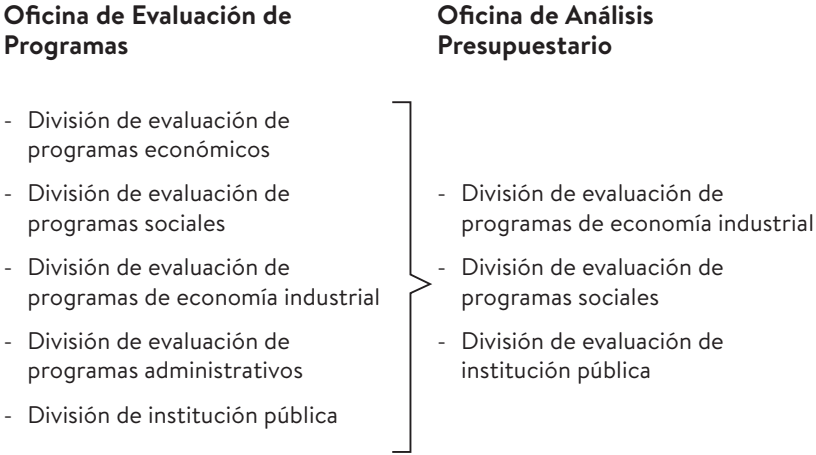 Oficina de Evaluación de
Programas
- División de evaluación de
programas económicos
- División de evaluación de
programas sociales
- División de evaluación de
programas de economía industrial
- División de evaluación de
programas administrativos
- División de institución pública
Oficina de Análisis
Presupuestario
- División de evaluación de
programas de economía industrial
- División de evaluación de
programas sociales
- División de evaluación de
institución pública